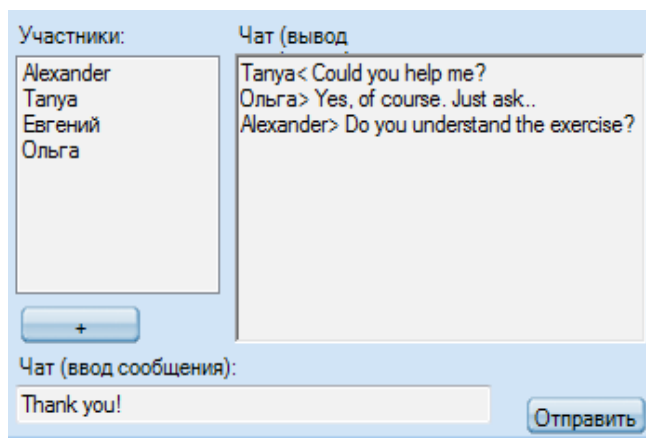 Участники:
Чат (вывод
Alexander
Tanya
Евгений
Ольга
Tanya< Could you help me?
Ольга> Yes, of course. Just ask..
Alexander> Do you understand the exercise?
+
Чат (ввод сообщения):
Thank you!
Отправить